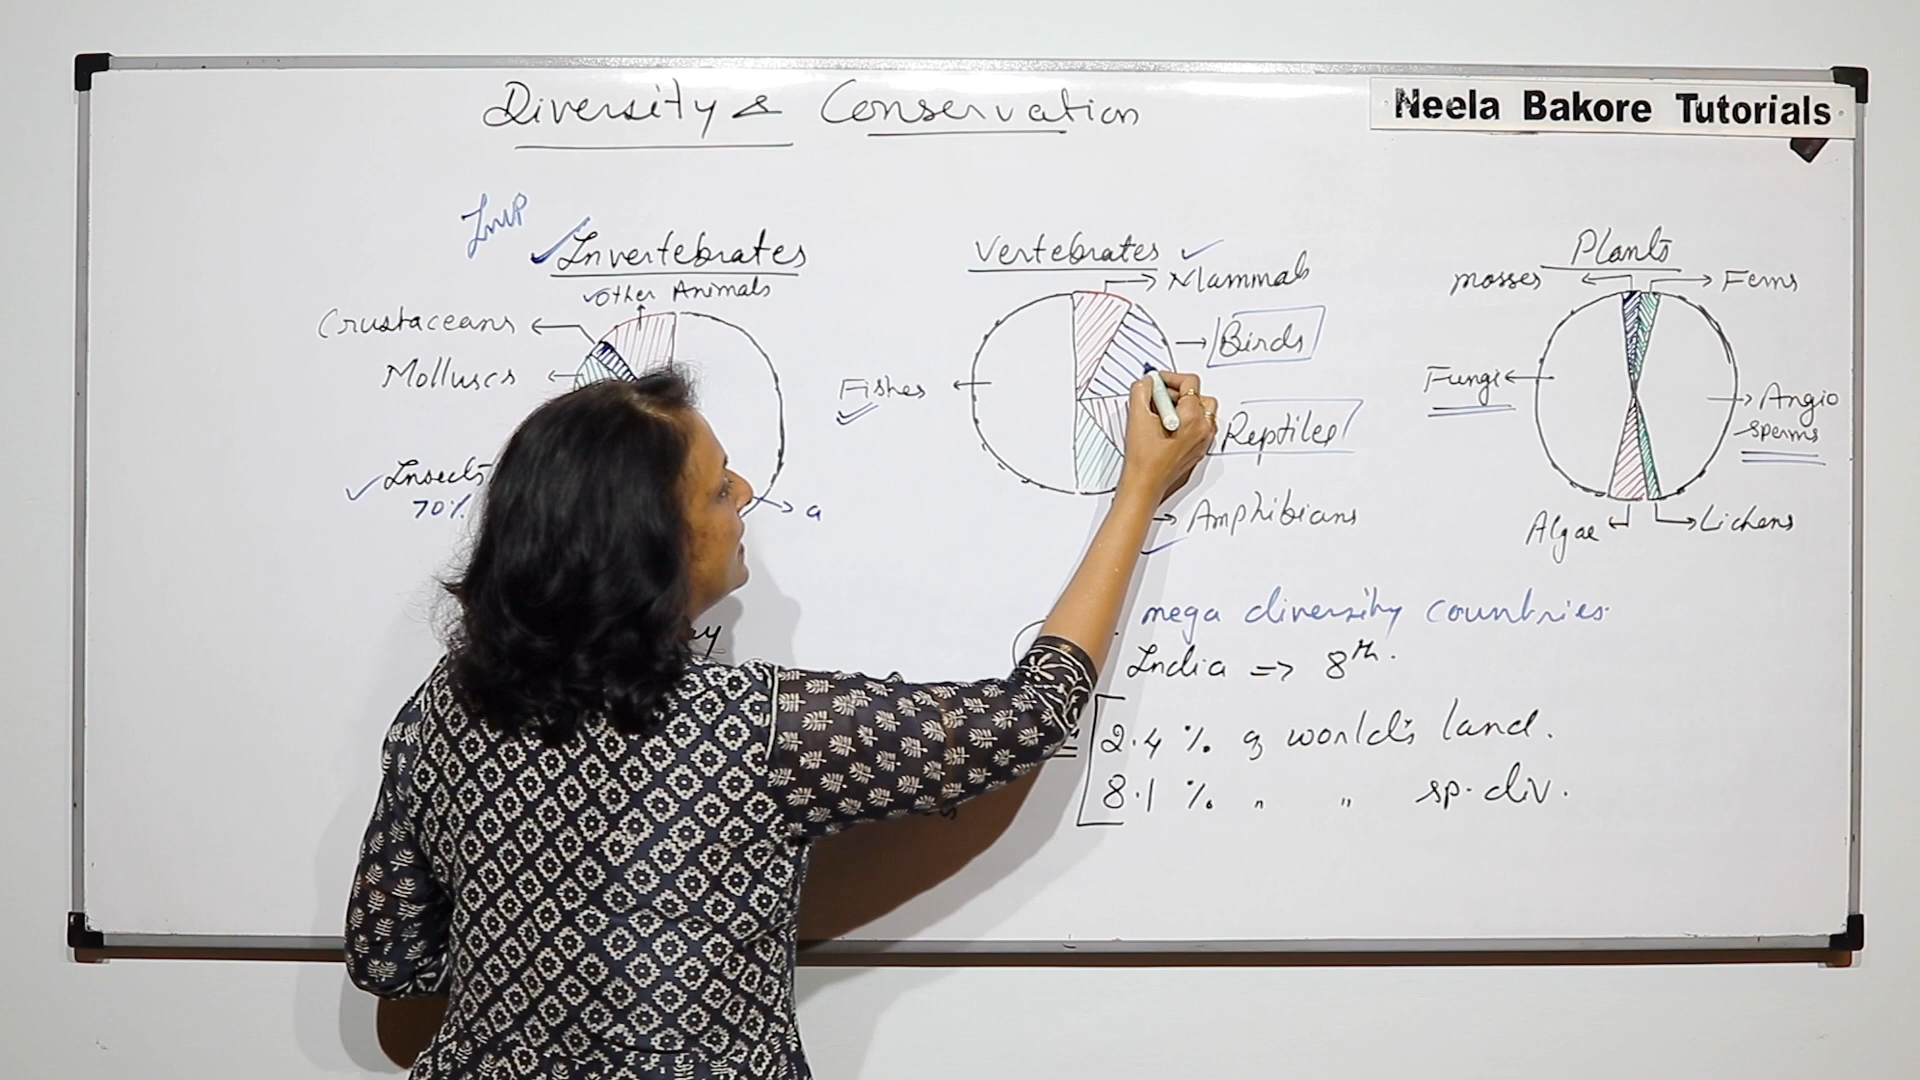 Diversity & Conservation
Neela Bakore Tutorials
Imp
Invertebrates
Other Animals
Crustaceans
Molluscs
Insects
70%
a
Vertebrates
Mammals
Birds
Fishes
Reptiles
Amphibians
Plants
mosses
Ferns
Fungi
Angio
sperms
Algae
Lichens
mega diversity countries.
India => 8th.
2.4 % of world's land.
8.1 % " " sp. div.